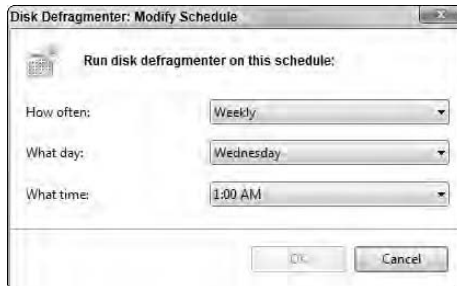 Disk Defragmenter: Modify Schedule
Run disk defragmenter on this schedule:
How often: Weekly
What day: Wednesday
What time: 1:00 AM
OK Cancel